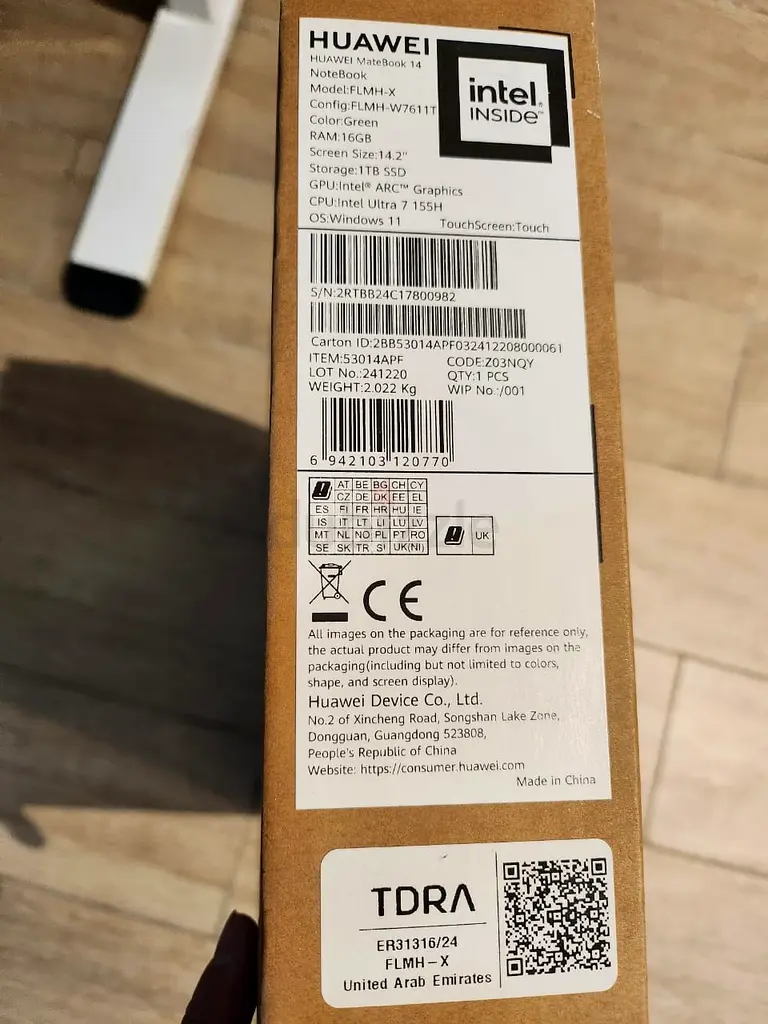 HUAWEI
HUAWEI MateBook 14
NoteBook
Model:FLMH-X
Config:FLMH-W7611T
Color:Green
RAM:16GB
Screen Size:14.2"
Storage:1TB SSD
GPU:Intel® ARC™ Graphics
CPU:Intel Ultra 7 155H
OS:Windows 11 TouchScreen:Touch
intel.
INSIDE™
S/N:2RTBB24C17800982
Carton ID:2BB53014APF032412208000061
ITEM:53014APF CODE:Z03NQY
LOT No.:241220 QTY:1 PCS
WEIGHT:2.022 Kg WIP No.:/001
6 942103 120770
AT BE BG CH CY
CZ DE DK EE EL
ES FI FR HR HU IE
IS IT LT LI LU LV
MT NL NO PL PT RO
SE SK TR SI UK(NI)
UK
CE
All images on the packaging are for reference only,
the actual product may differ from images on the
packaging(including but not limited to colors,
shape, and screen display).
Huawei Device Co., Ltd.
No.2 of Xincheng Road, Songshan Lake Zone,
Dongguan, Guangdong 523808,
People's Republic of China
Website: https://consumer.huawei.com
Made in China
TDRA
ER31316/24
FLMH-X
United Arab Emirates